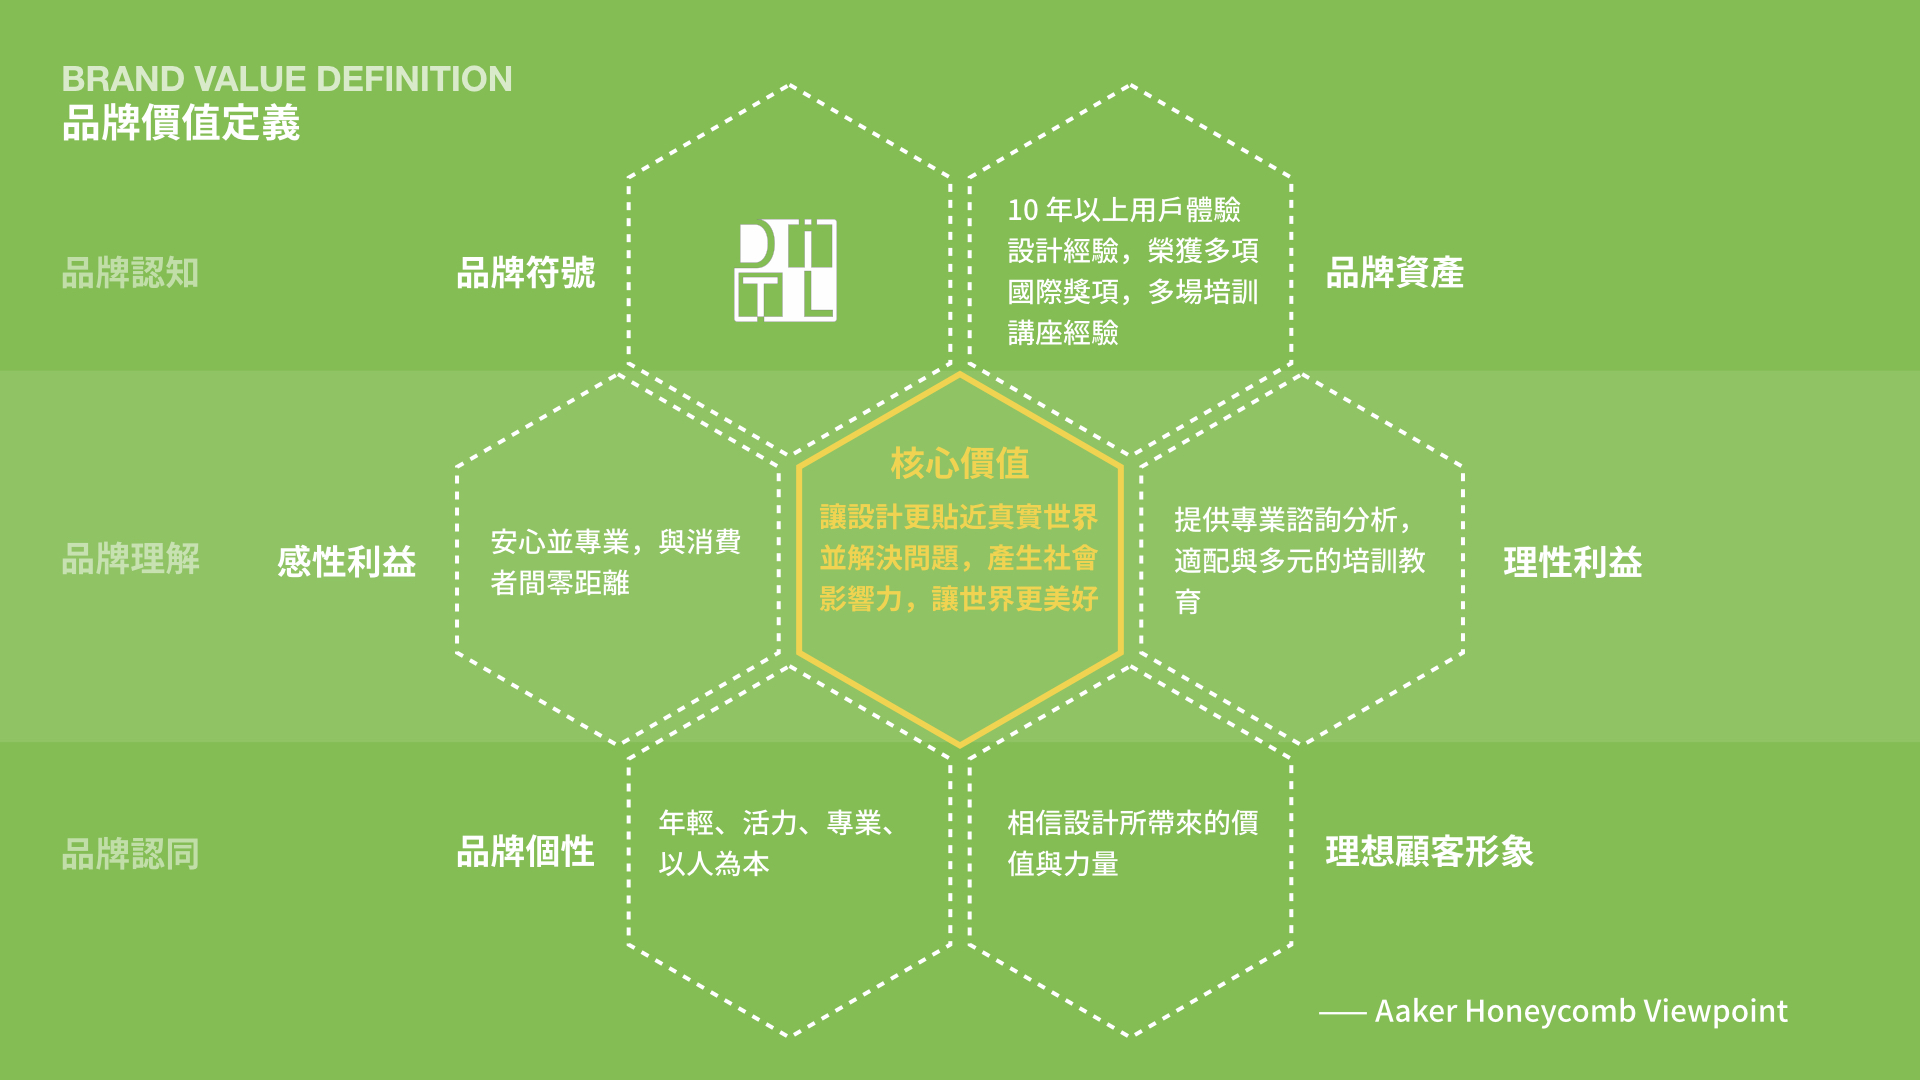 BRAND VALUE DEFINITION
品牌價值定義
品牌認知
品牌符號
DiTL
10 年以上用戶體驗
設計經驗，榮獲多項
國際獎項，多場培訓
講座經驗
品牌資產
品牌理解
感性利益
安心並專業，與消費
者間零距離
核心價值
讓設計更貼近真實世界
並解決問題，產生社會
影響力，讓世界更美好
提供專業諮詢分析，
適配與多元的培訓教
育
理性利益
品牌認同
品牌個性
年輕、活力、專業、
以人為本
相信設計所帶來的價
值與力量
理想顧客形象
—— Aaker Honeycomb Viewpoint